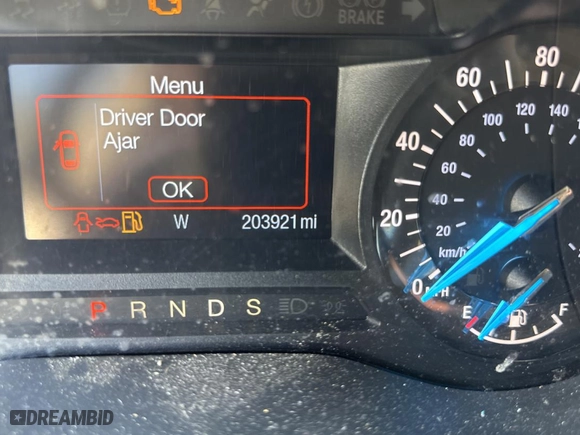 BRAKE
Menu
Driver Door
Ajar
OK
W 203921 mi
P R N D S
0 20 40 60 80
20 40 80 100 120 140
km/h
MPH
E F
DREAMBID